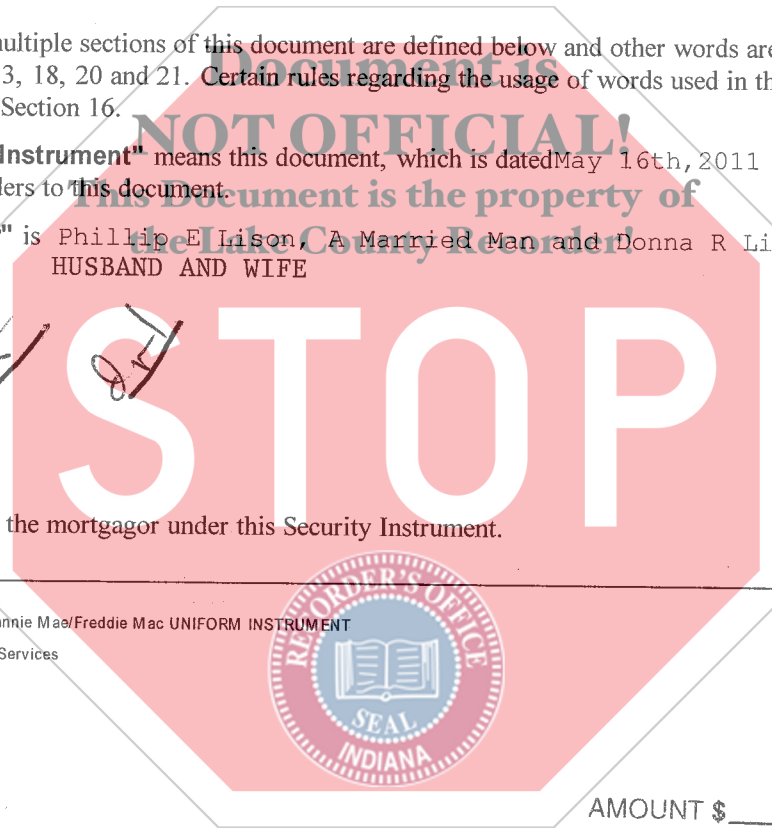 multiple sections of this document are defined below and other words are
3, 18, 20 and 21. Certain rules regarding the usage of words used in th
Section 16.
Document is
NOT OFFICIAL!
This Document is the property of
the Lake County Recorder!
Instrument" means this document, which is datedMay 16th,2011
ders to this document.
" is Phillip E Lison, A Married Man and Donna R Li
HUSBAND AND WIFE
STOP
the mortgagor under this Security Instrument.
nnie Mae/Freddie Mac UNIFORM INSTRUMENT
Services
RECORDER'S OFFICE
SEAL
INDIANA
AMOUNT $